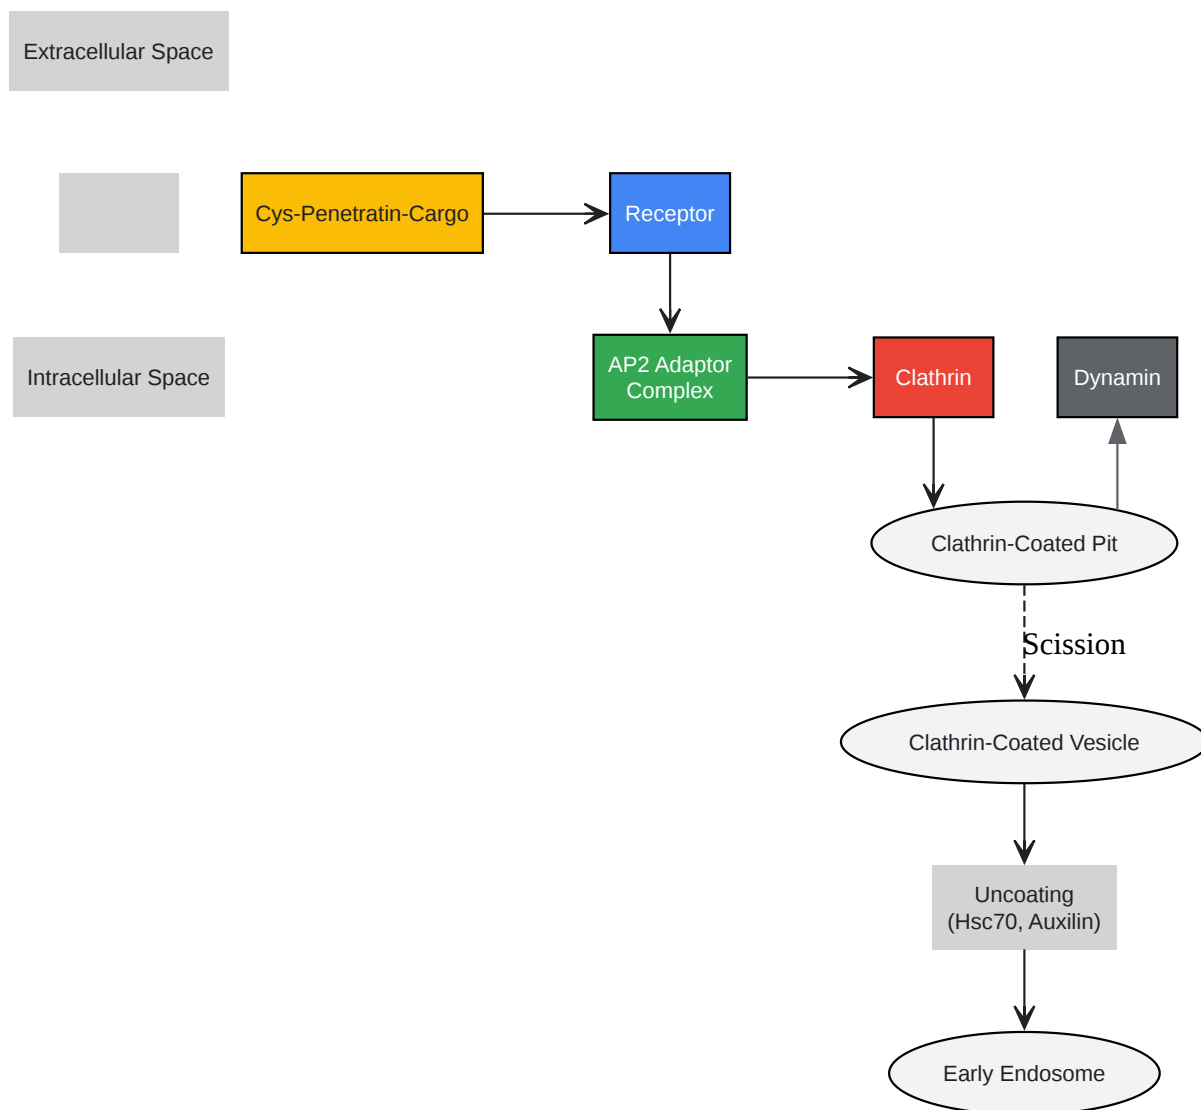 Extracellular Space
Cys-Penetratin-Cargo
Receptor
Intracellular Space
AP2 Adaptor
Complex
Clathrin
Dynamin
Clathrin-Coated Pit
Scission
Clathrin-Coated Vesicle
Uncoating
(Hsc70, Auxilin)
Early Endosome